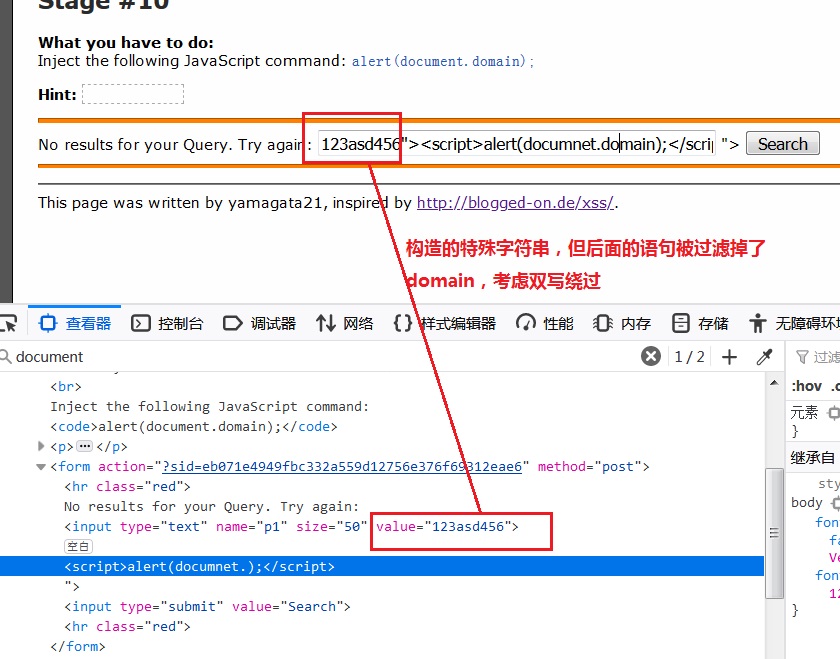 Stage #10
What you have to do:
Inject the following JavaScript command: alert(document.domain);
Hint:
No results for your Query. Try again: 123asd456"><script>alert(documnet.domain);</scri "> Search
This page was written by yamagata21, inspired by http://blogged-on.de/xss/.
构造的特殊字符串，但后面的语句被过滤掉了
domain，考虑双写绕过
查看器 控制台 调试器 网络 样式编辑器 性能 内存 存储 无障碍环
document 1 / 2 过滤
<br>
Inject the following JavaScript command:
<code>alert(document.domain);</code>
<p>…</p>
<form action="?sid=eb071e4949fbc332a559d12756e376f69312eae6" method="post">
<hr class="red">
No results for your Query. Try again:
<input type="text" name="p1" size="50" value="123asd456">
空白
<script>alert(documnet.);</script>
">
<input type="submit" value="Search">
<hr class="red">
</form>
:hov .c
元素
}
继承自
sty
body
fon
fa
Ve
fon
12
}